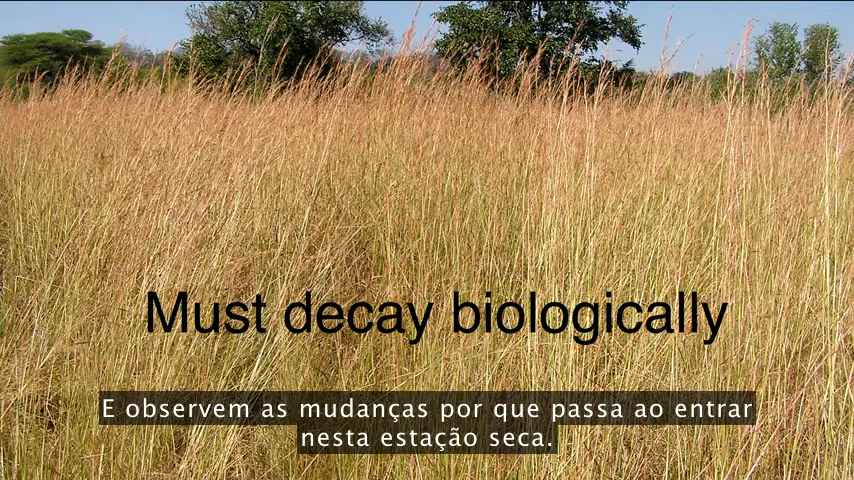 Must decay biologically
E observem as mudanças por que passa ao entrar
nesta estação seca.